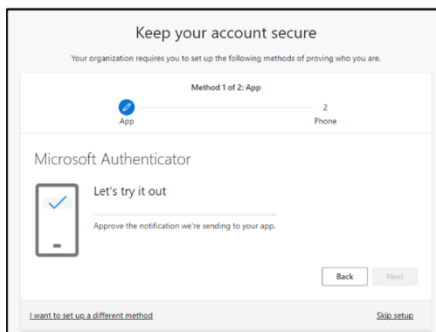 Keep your account secure
Your organization requires you to set up the following methods of proving who you are.
Method 1 of 2: App
App
2
Phone
Microsoft Authenticator
Let's try it out
Approve the notification we're sending to your app.
Back
Next
I want to set up a different method
Skip setup